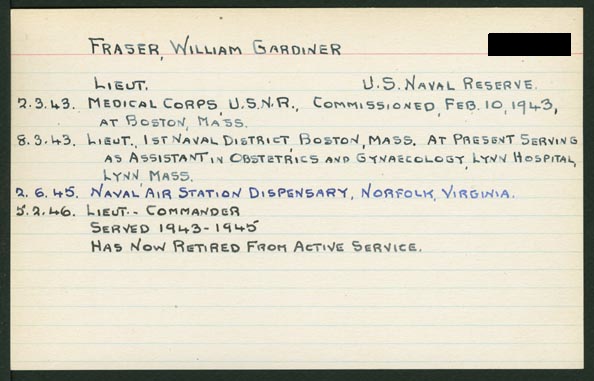 FRASER, WILLIAM GARDINER
LIEUT. U.S. NAVAL RESERVE.
2.3.43. MEDICAL CORPS, U.S.N.R., COMMISSIONED, FEB. 10, 1943,
AT BOSTON, MASS.
8.3.43. LIEUT., 1ST NAVAL DISTRICT, BOSTON, MASS. AT PRESENT SERVING
AS ASSISTANT IN OBSTETRICS AND GYNAECOLOGY, LYNN HOSPITAL,
LYNN MASS.
2.6.45. NAVAL AIR STATION DISPENSARY, NORFOLK, VIRGINIA.
5.2.46. LIEUT.- COMMANDER
SERVED 1943-1945
HAS NOW RETIRED FROM ACTIVE SERVICE.